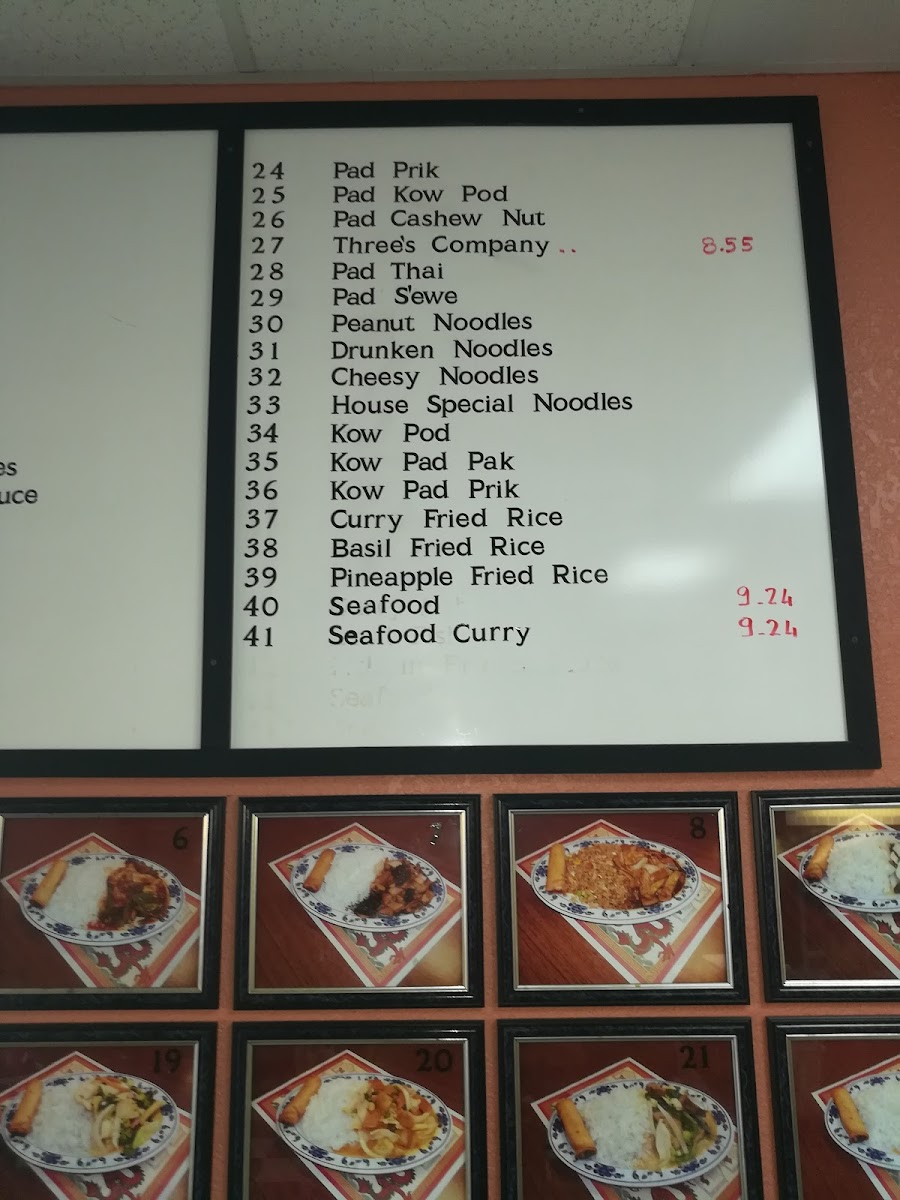 24 Pad Prik
25 Pad Kow Pod
26 Pad Cashew Nut
27 Three's Company .. 8.55
28 Pad Thai
29 Pad S'ewe
30 Peanut Noodles
31 Drunken Noodles
32 Cheesy Noodles
33 House Special Noodles
34 Kow Pod
35 Kow Pad Pak
36 Kow Pad Prik
37 Curry Fried Rice
38 Basil Fried Rice
39 Pineapple Fried Rice
40 Seafood 9.24
41 Seafood Curry 9.24
es
uce
6
7
8
19
20
21